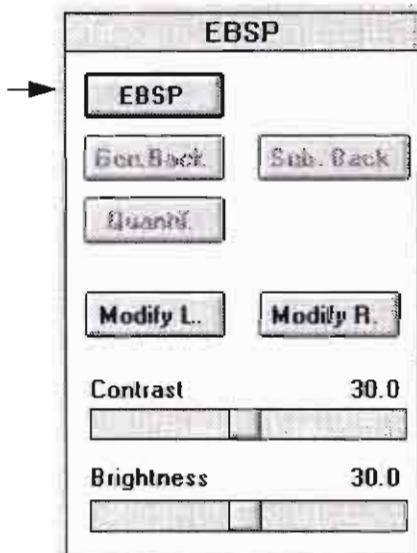 EBSP
EBSP
Gen.Back. Sub. Back
Quantif.
Modify L.. Modify R.
Contrast 30.0
Brightness 30.0